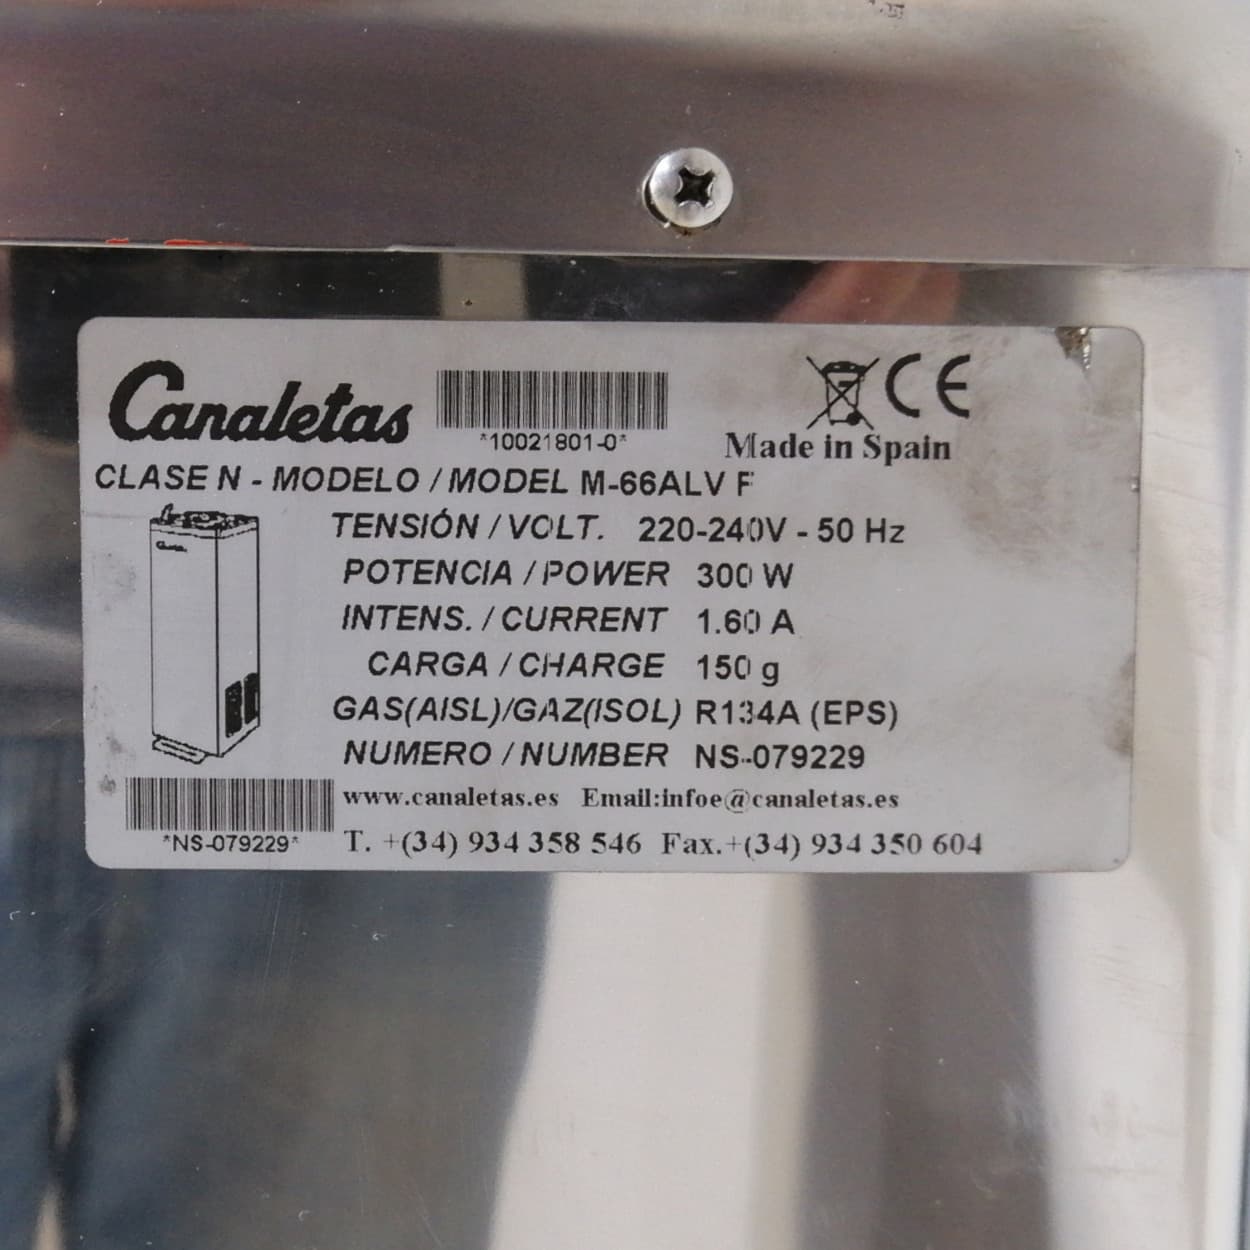 Canaletas
*10021801-0*
Made in Spain
CLASE N - MODELO / MODEL M-66ALV F
TENSIÓN / VOLT. 220-240V - 50 Hz
POTENCIA / POWER 300 W
INTENS. / CURRENT 1.60 A
CARGA / CHARGE 150 g
GAS(AISL)/GAZ(ISOL) R134A (EPS)
NUMERO / NUMBER NS-079229
www.canaletas.es Email:infoe@canaletas.es
*NS-079229* T. +(34) 934 358 546 Fax.+(34) 934 350 604